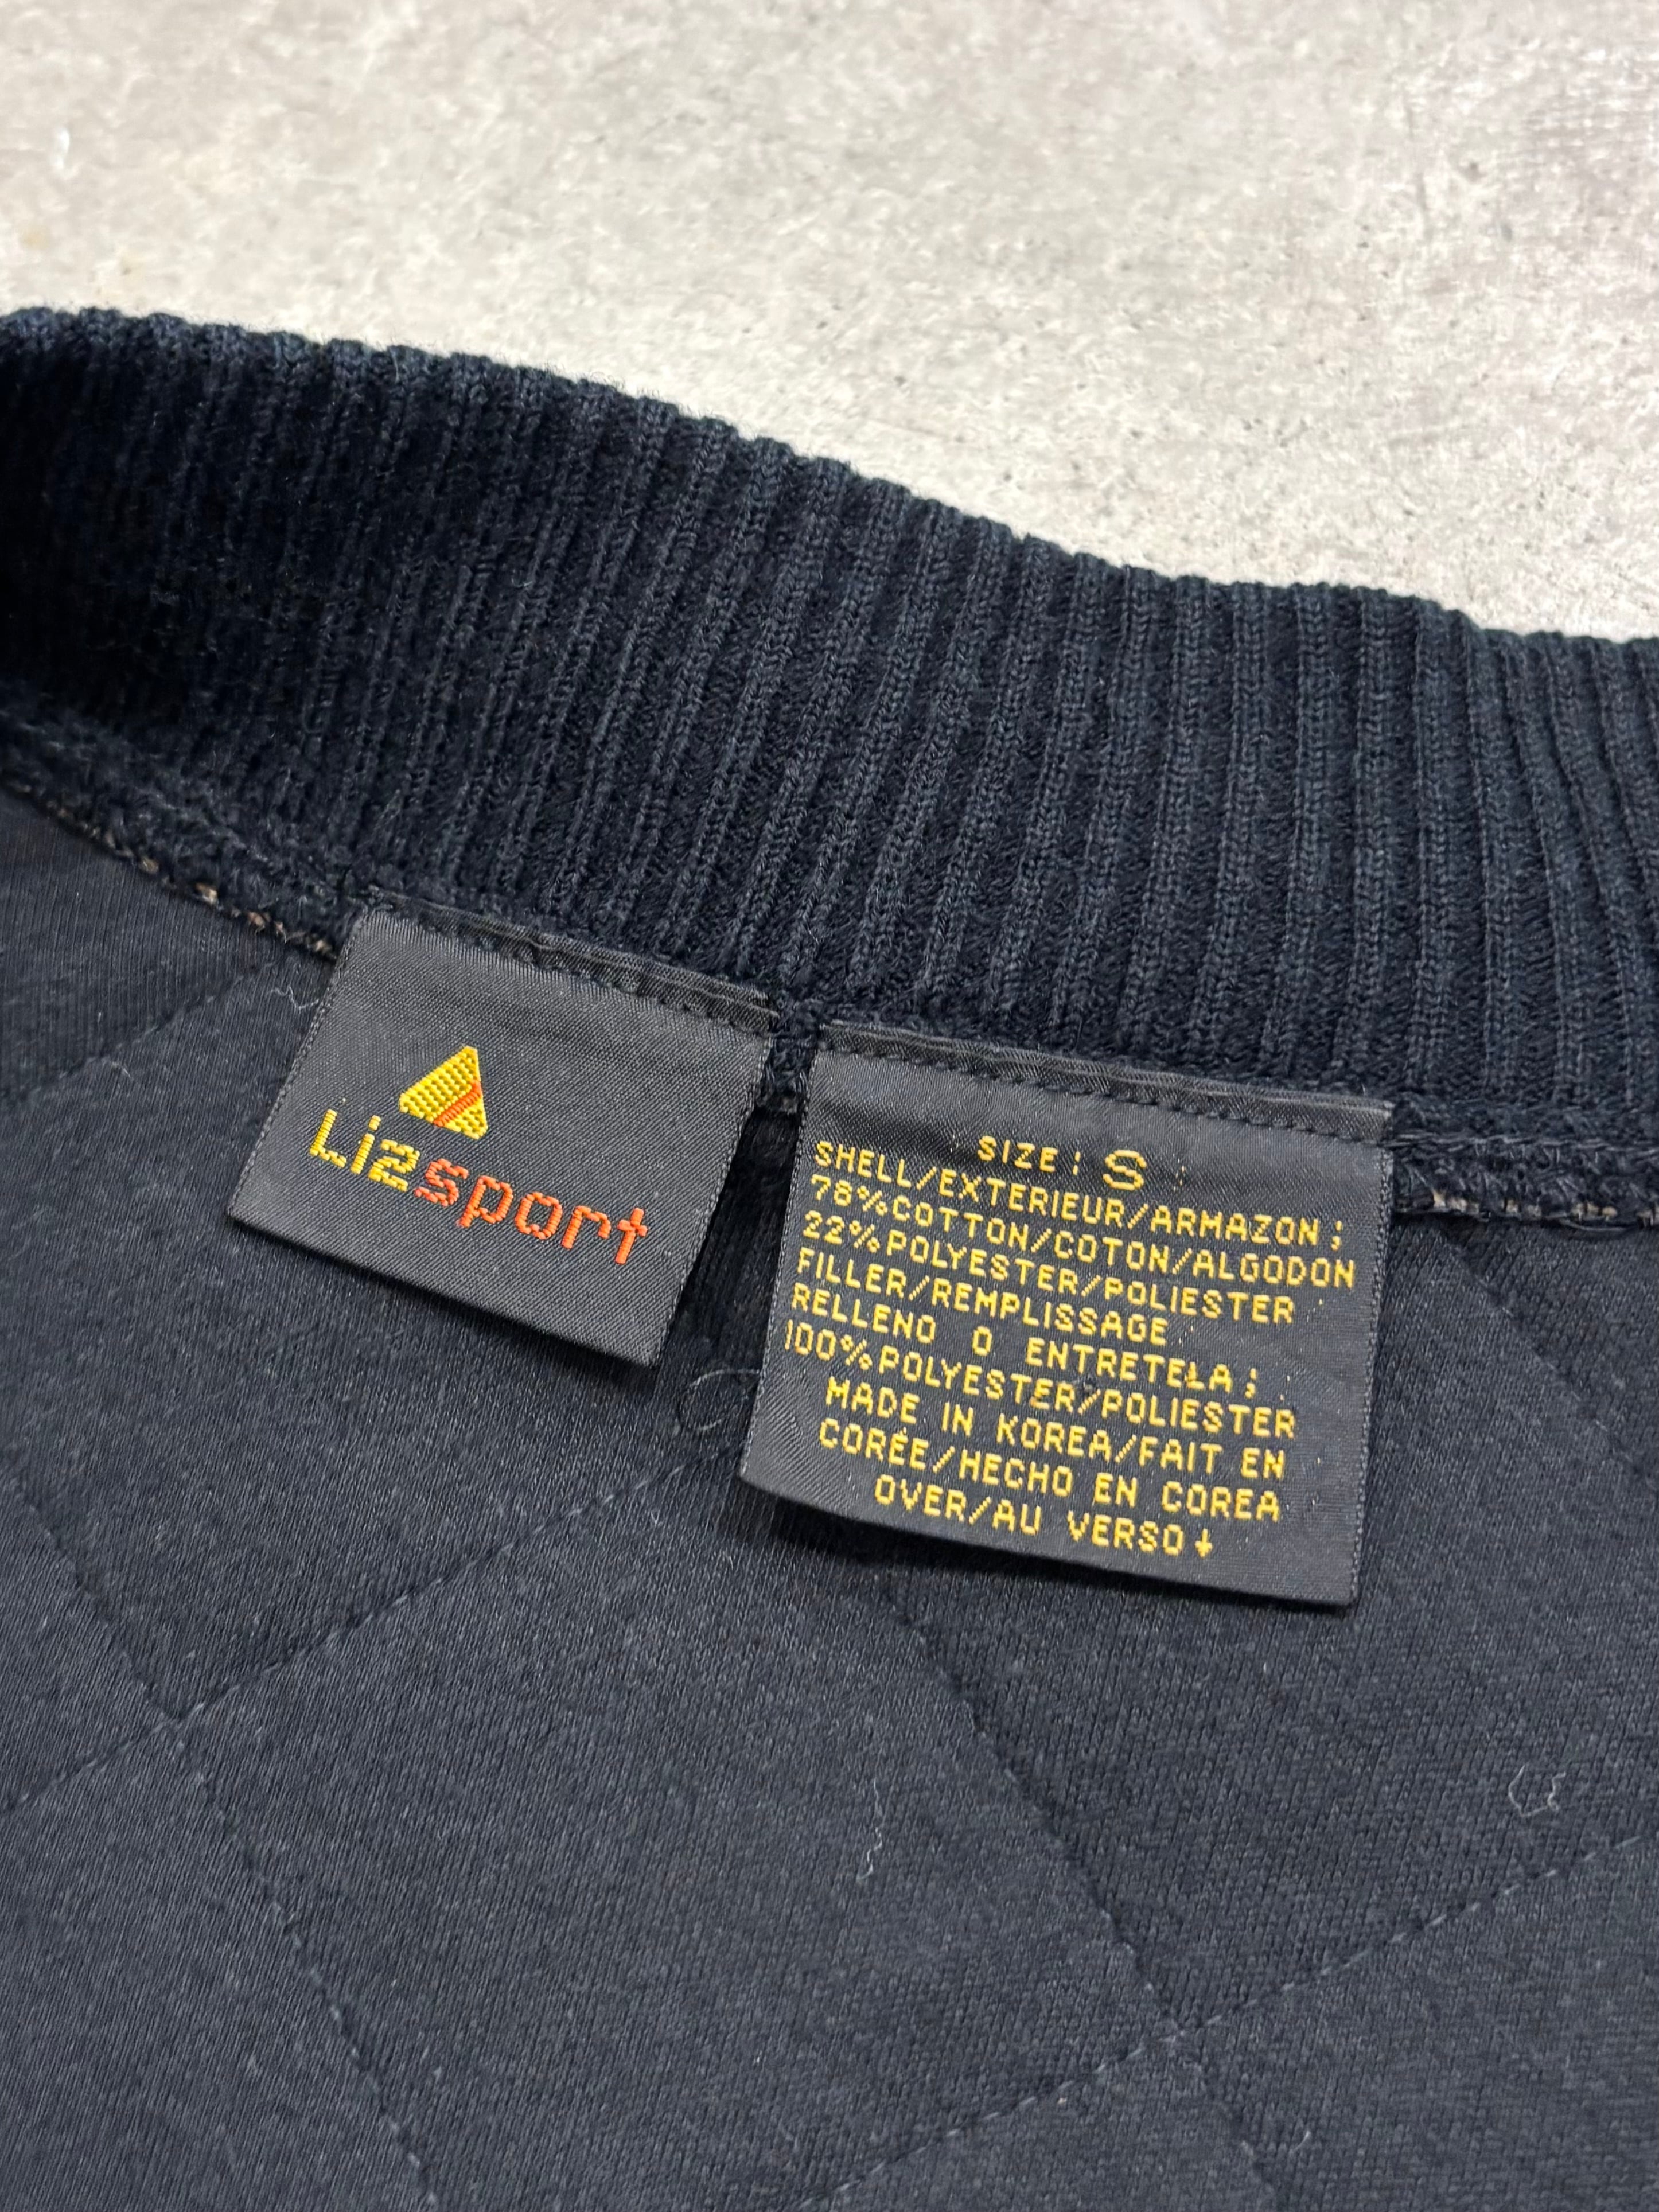 Lizsport
SIZE: S
SHELL/EXTERIEUR/ARMAZON;
78%COTTON/COTON/ALGODON
22%POLYESTER/POLIESTER
FILLER/REMPLISSAGE
RELLENO O ENTRETELA;
100%POLYESTER/POLIESTER
MADE IN KOREA/FAIT EN
CORÉE/HECHO EN COREA
OVER/AU VERSO↓